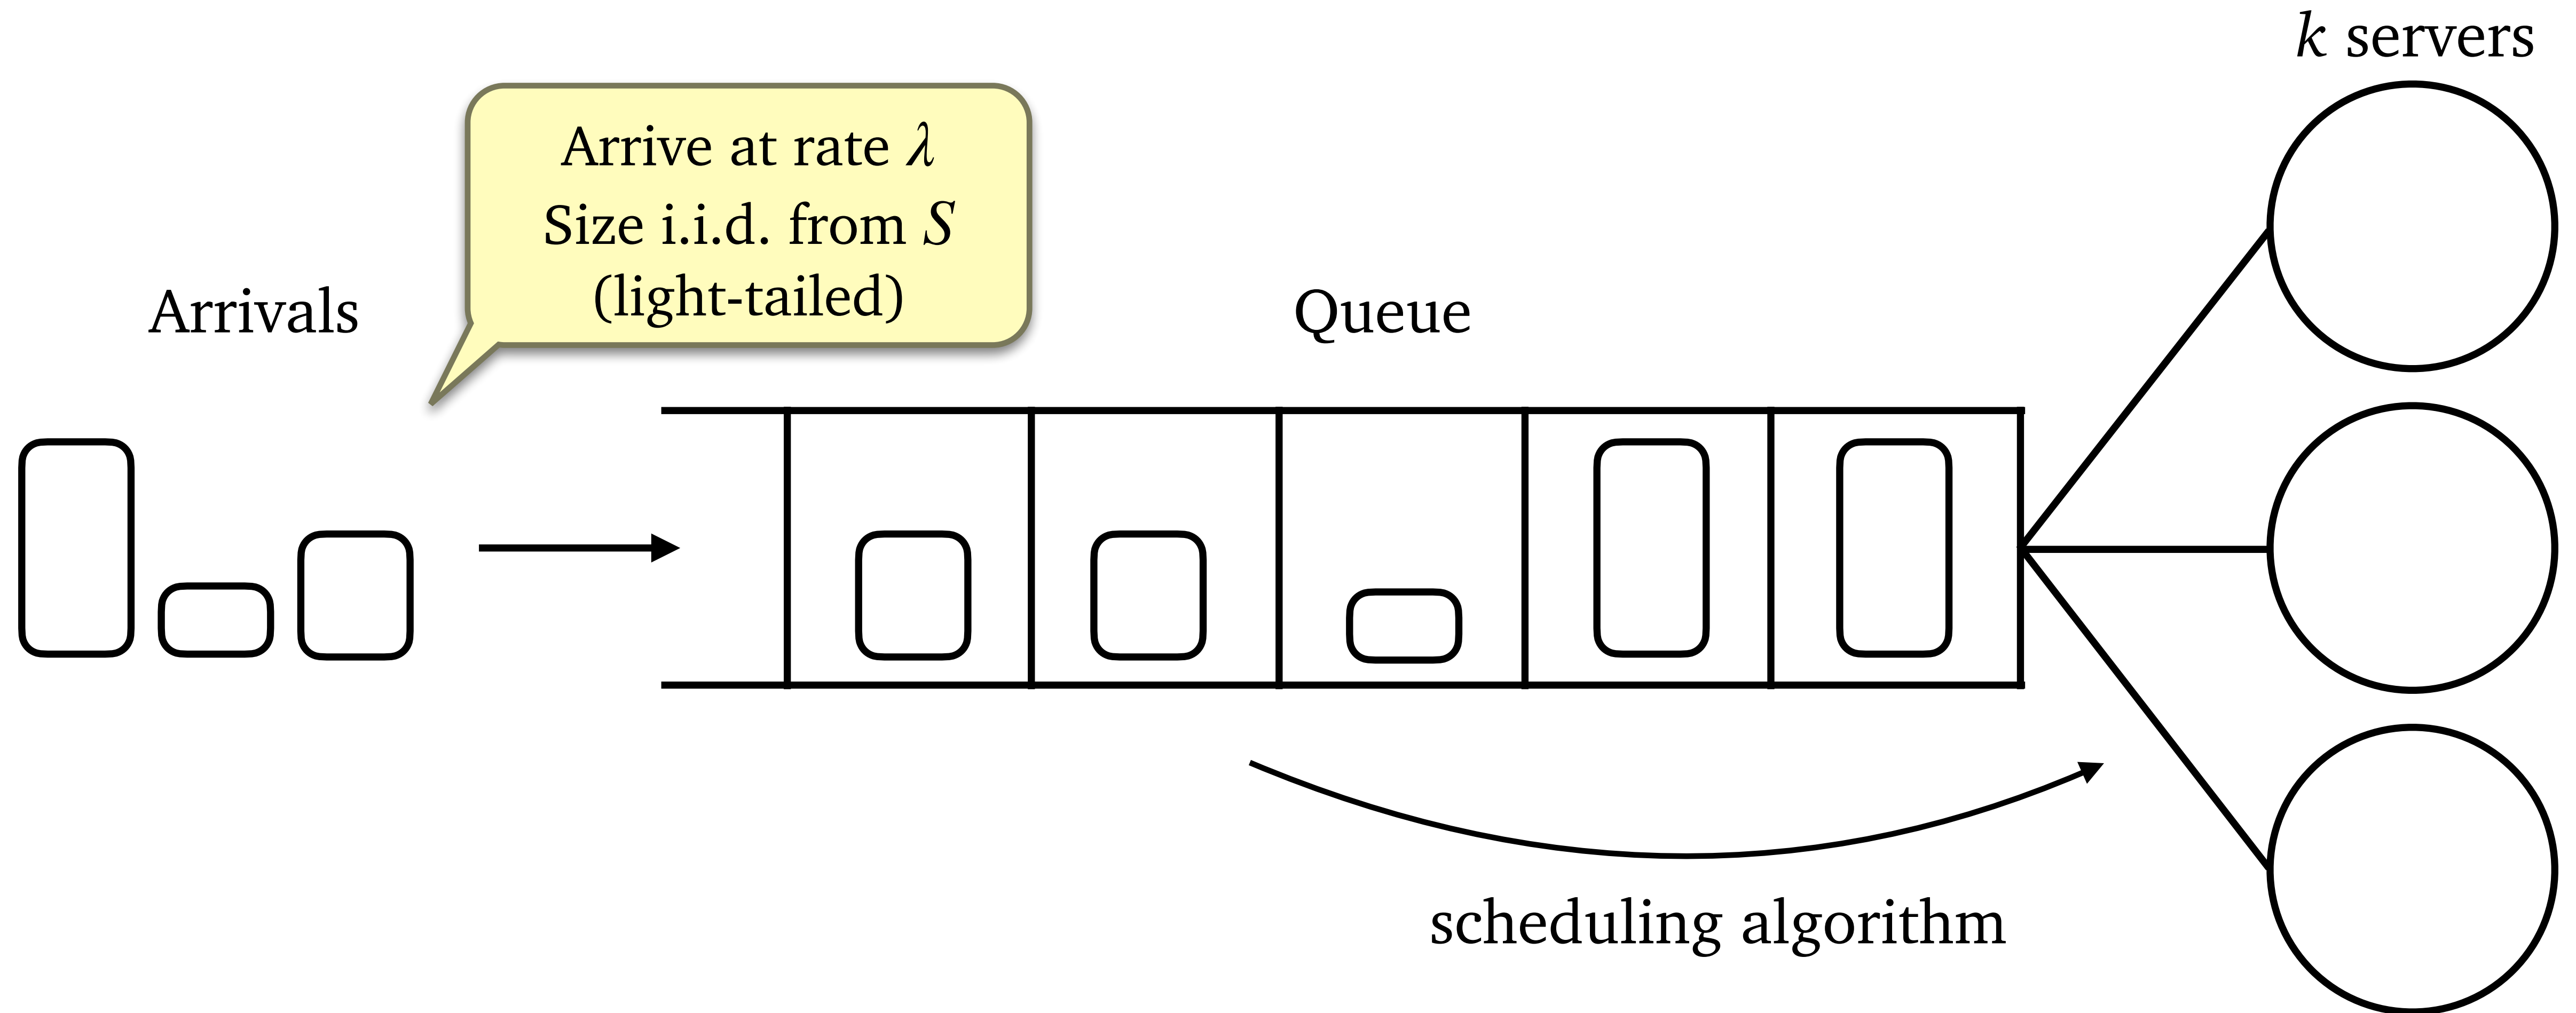 k servers
Arrive at rate λ
Size i.i.d. from S
(light-tailed)
Arrivals
Queue
scheduling algorithm